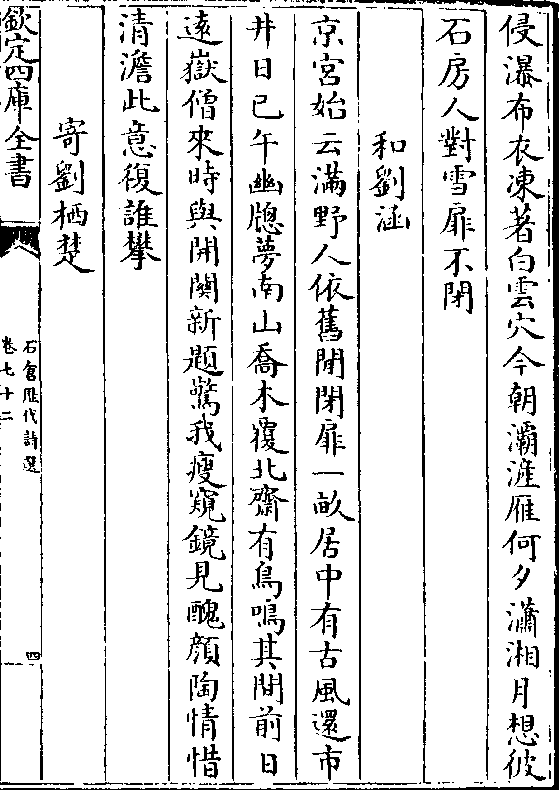 侵瀑布衣凍著白雲穴今朝灞滻雁何夕瀟湘月想彼
石房人對雪扉不閉
和劉涵
京宮始云滿野人依舊閒閉扉一畝居中有古風還市
井日已午幽牕夢南山喬木覆北齋有鳥鳴其間前日
逺嶽僧來時與開闗新題驚我瘦窺鏡見醜顔陶情惜
清澹此意復誰攀
寄劉栖楚
欽定四庫全書
石倉歴代詩選
卷七十二
四